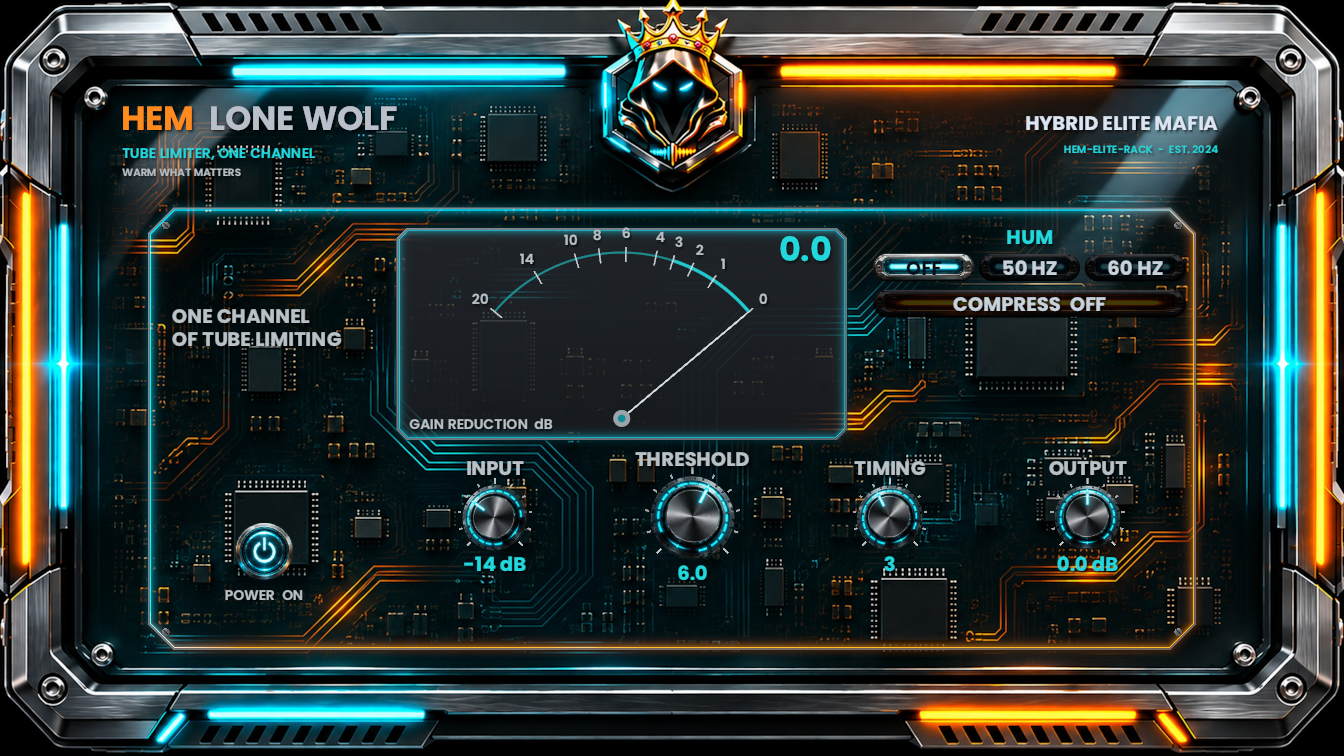 HEM LONE WOLF
TUBE LIMITER, ONE CHANNEL
WARM WHAT MATTERS
HYBRID ELITE MAFIA
HEM-ELITE-RACK - EST. 2024
ONE CHANNEL
OF TUBE LIMITING
20 14 10 8 6 4 3 2 1 0
0.0
GAIN REDUCTION dB
HUM
OFF 50 HZ 60 HZ
COMPRESS OFF
INPUT
-14 dB
THRESHOLD
6.0
TIMING
3
OUTPUT
0.0 dB
POWER ON